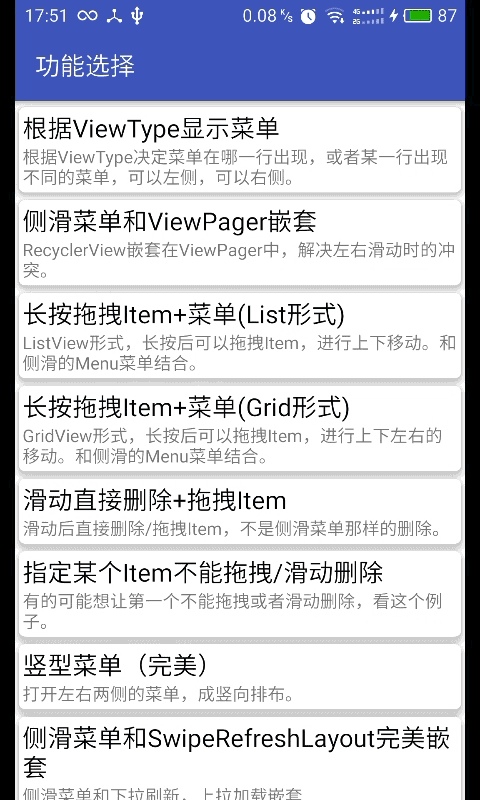 17:51 0.08 K/s 4G 2G 87
功能选择
根据ViewType显示菜单
根据ViewType决定菜单在哪一行出现，或者某一行出现
不同的菜单，可以左侧，可以右侧。
侧滑菜单和ViewPager嵌套
RecyclerView嵌套在ViewPager中，解决左右滑动时的冲
突。
长按拖拽Item+菜单(List形式)
ListView形式，长按后可以拖拽Item，进行上下移动。和
侧滑的Menu菜单结合。
长按拖拽Item+菜单(Grid形式)
GridView形式，长按后可以拖拽Item，进行上下左右的
移动。和侧滑的Menu菜单结合。
滑动直接删除+拖拽Item
滑动后直接删除/拖拽Item，不是侧滑菜单那样的删除。
指定某个Item不能拖拽/滑动删除
有的可能想让第一个不能拖拽或者滑动删除，看这个例
子。
竖型菜单（完美）
打开左右两侧的菜单，成竖向排布。
侧滑菜单和SwipeRefreshLayout完美嵌
套
侧滑菜单和下拉刷新、上拉加载嵌套